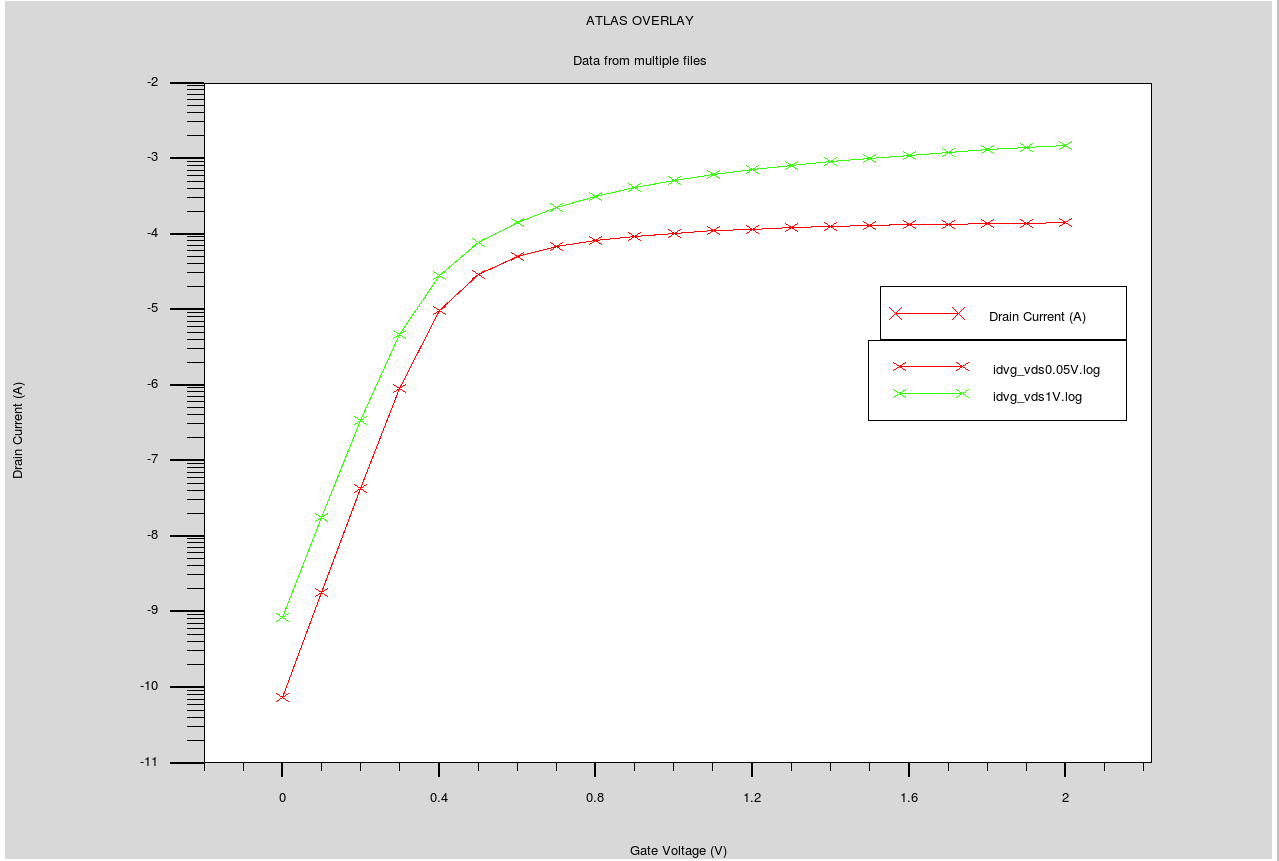 ATLAS OVERLAY
Data from multiple files
-2
-3
-4
-5
-6
-7
-8
-9
-10
-11
Drain Current (A)
Drain Current (A)
idvg_vds0.05V.log
idvg_vds1V.log
0 0.4 0.8 1.2 1.6 2
Gate Voltage (V)